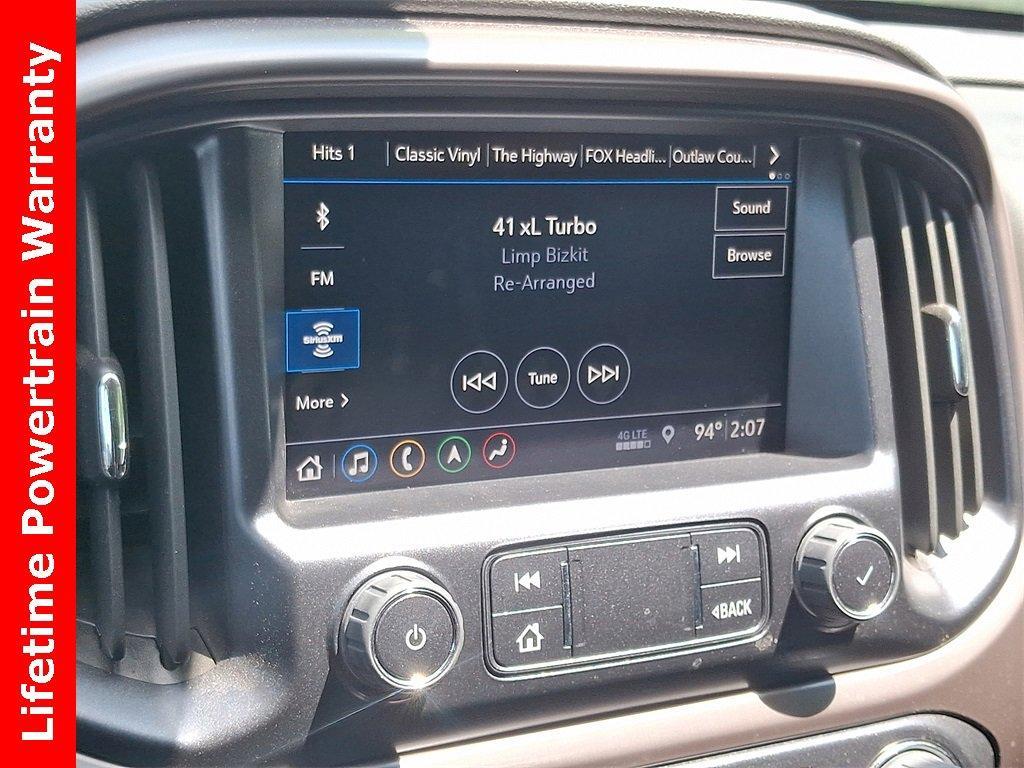 Lifetime Powertrain Warranty
Hits 1
Classic Vinyl
The Highway
FOX Headli...
Outlaw Cou...
Sound
41 xL Turbo
Limp Bizkit
Browse
FM
Re-Arranged
SiriusXM
Tune
More
4G LTE
94° 2:07
BACK